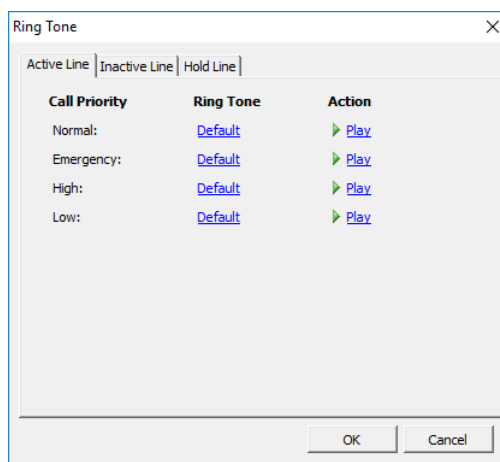 Ring Tone
Active Line Inactive Line Hold Line
Call Priority Ring Tone Action
Normal: Default Play
Emergency: Default Play
High: Default Play
Low: Default Play
OK Cancel